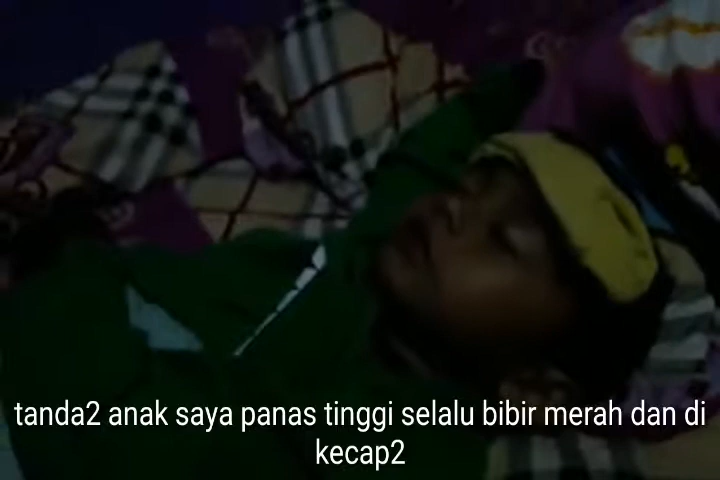 tanda2 anak saya panas tinggi selalu bibir merah dan di
kecap2